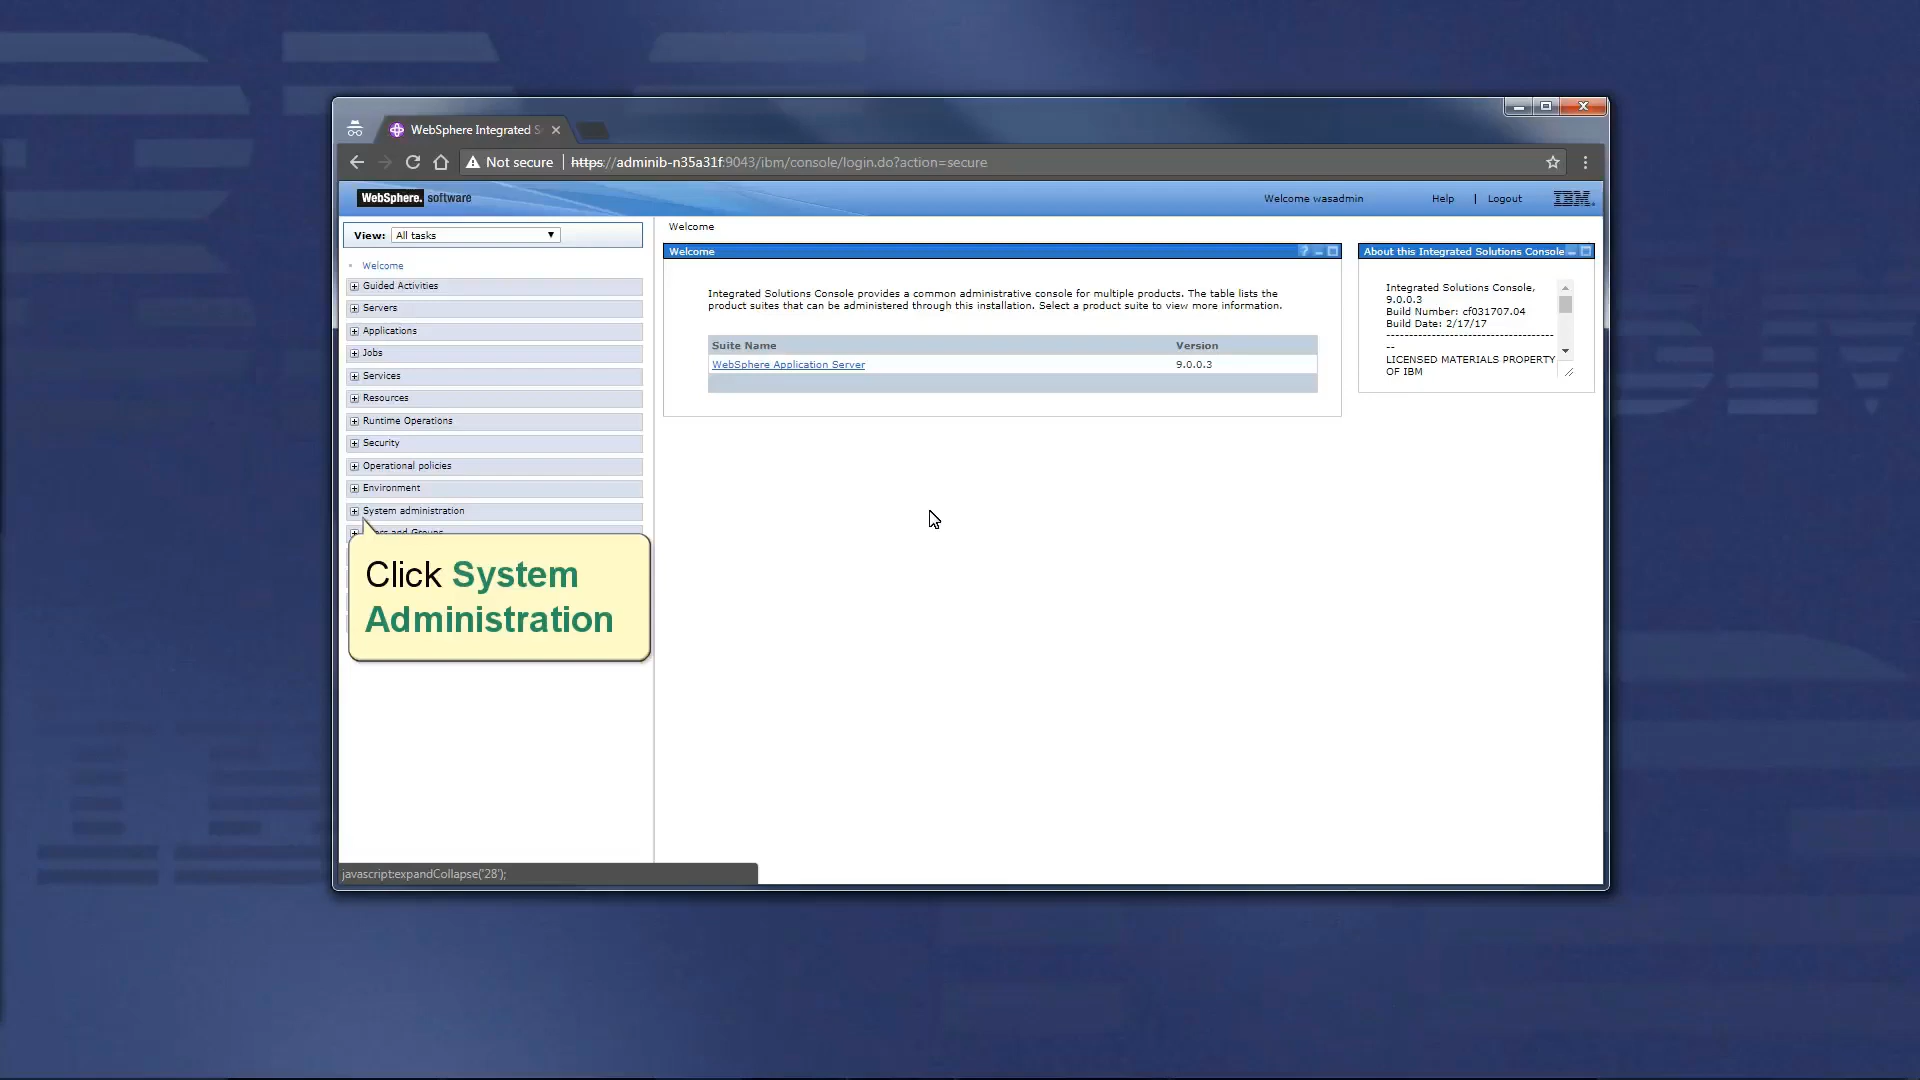 WebSphere Integrated S
Not secure | https://adminib-n35a31f:9043/ibm/console/login.do?action=secure
WebSphere. software
Welcome wasadmin
Help | Logout
IBM.
View: All tasks
Welcome
Guided Activities
Servers
Applications
Jobs
Services
Resources
Runtime Operations
Security
Operational policies
Environment
System administration
and Groups
Click System
Administration
Welcome
Welcome
Integrated Solutions Console provides a common administrative console for multiple products. The table lists the
product suites that can be administered through this installation. Select a product suite to view more information.
Suite Name Version
WebSphere Application Server 9.0.0.3
About this Integrated Solutions Console
Integrated Solutions Console,
9.0.0.3
Build Number: cf031707.04
Build Date: 2/17/17
----------------------------------
--
LICENSED MATERIALS PROPERTY
OF IBM
javascript:expandCollapse('28');